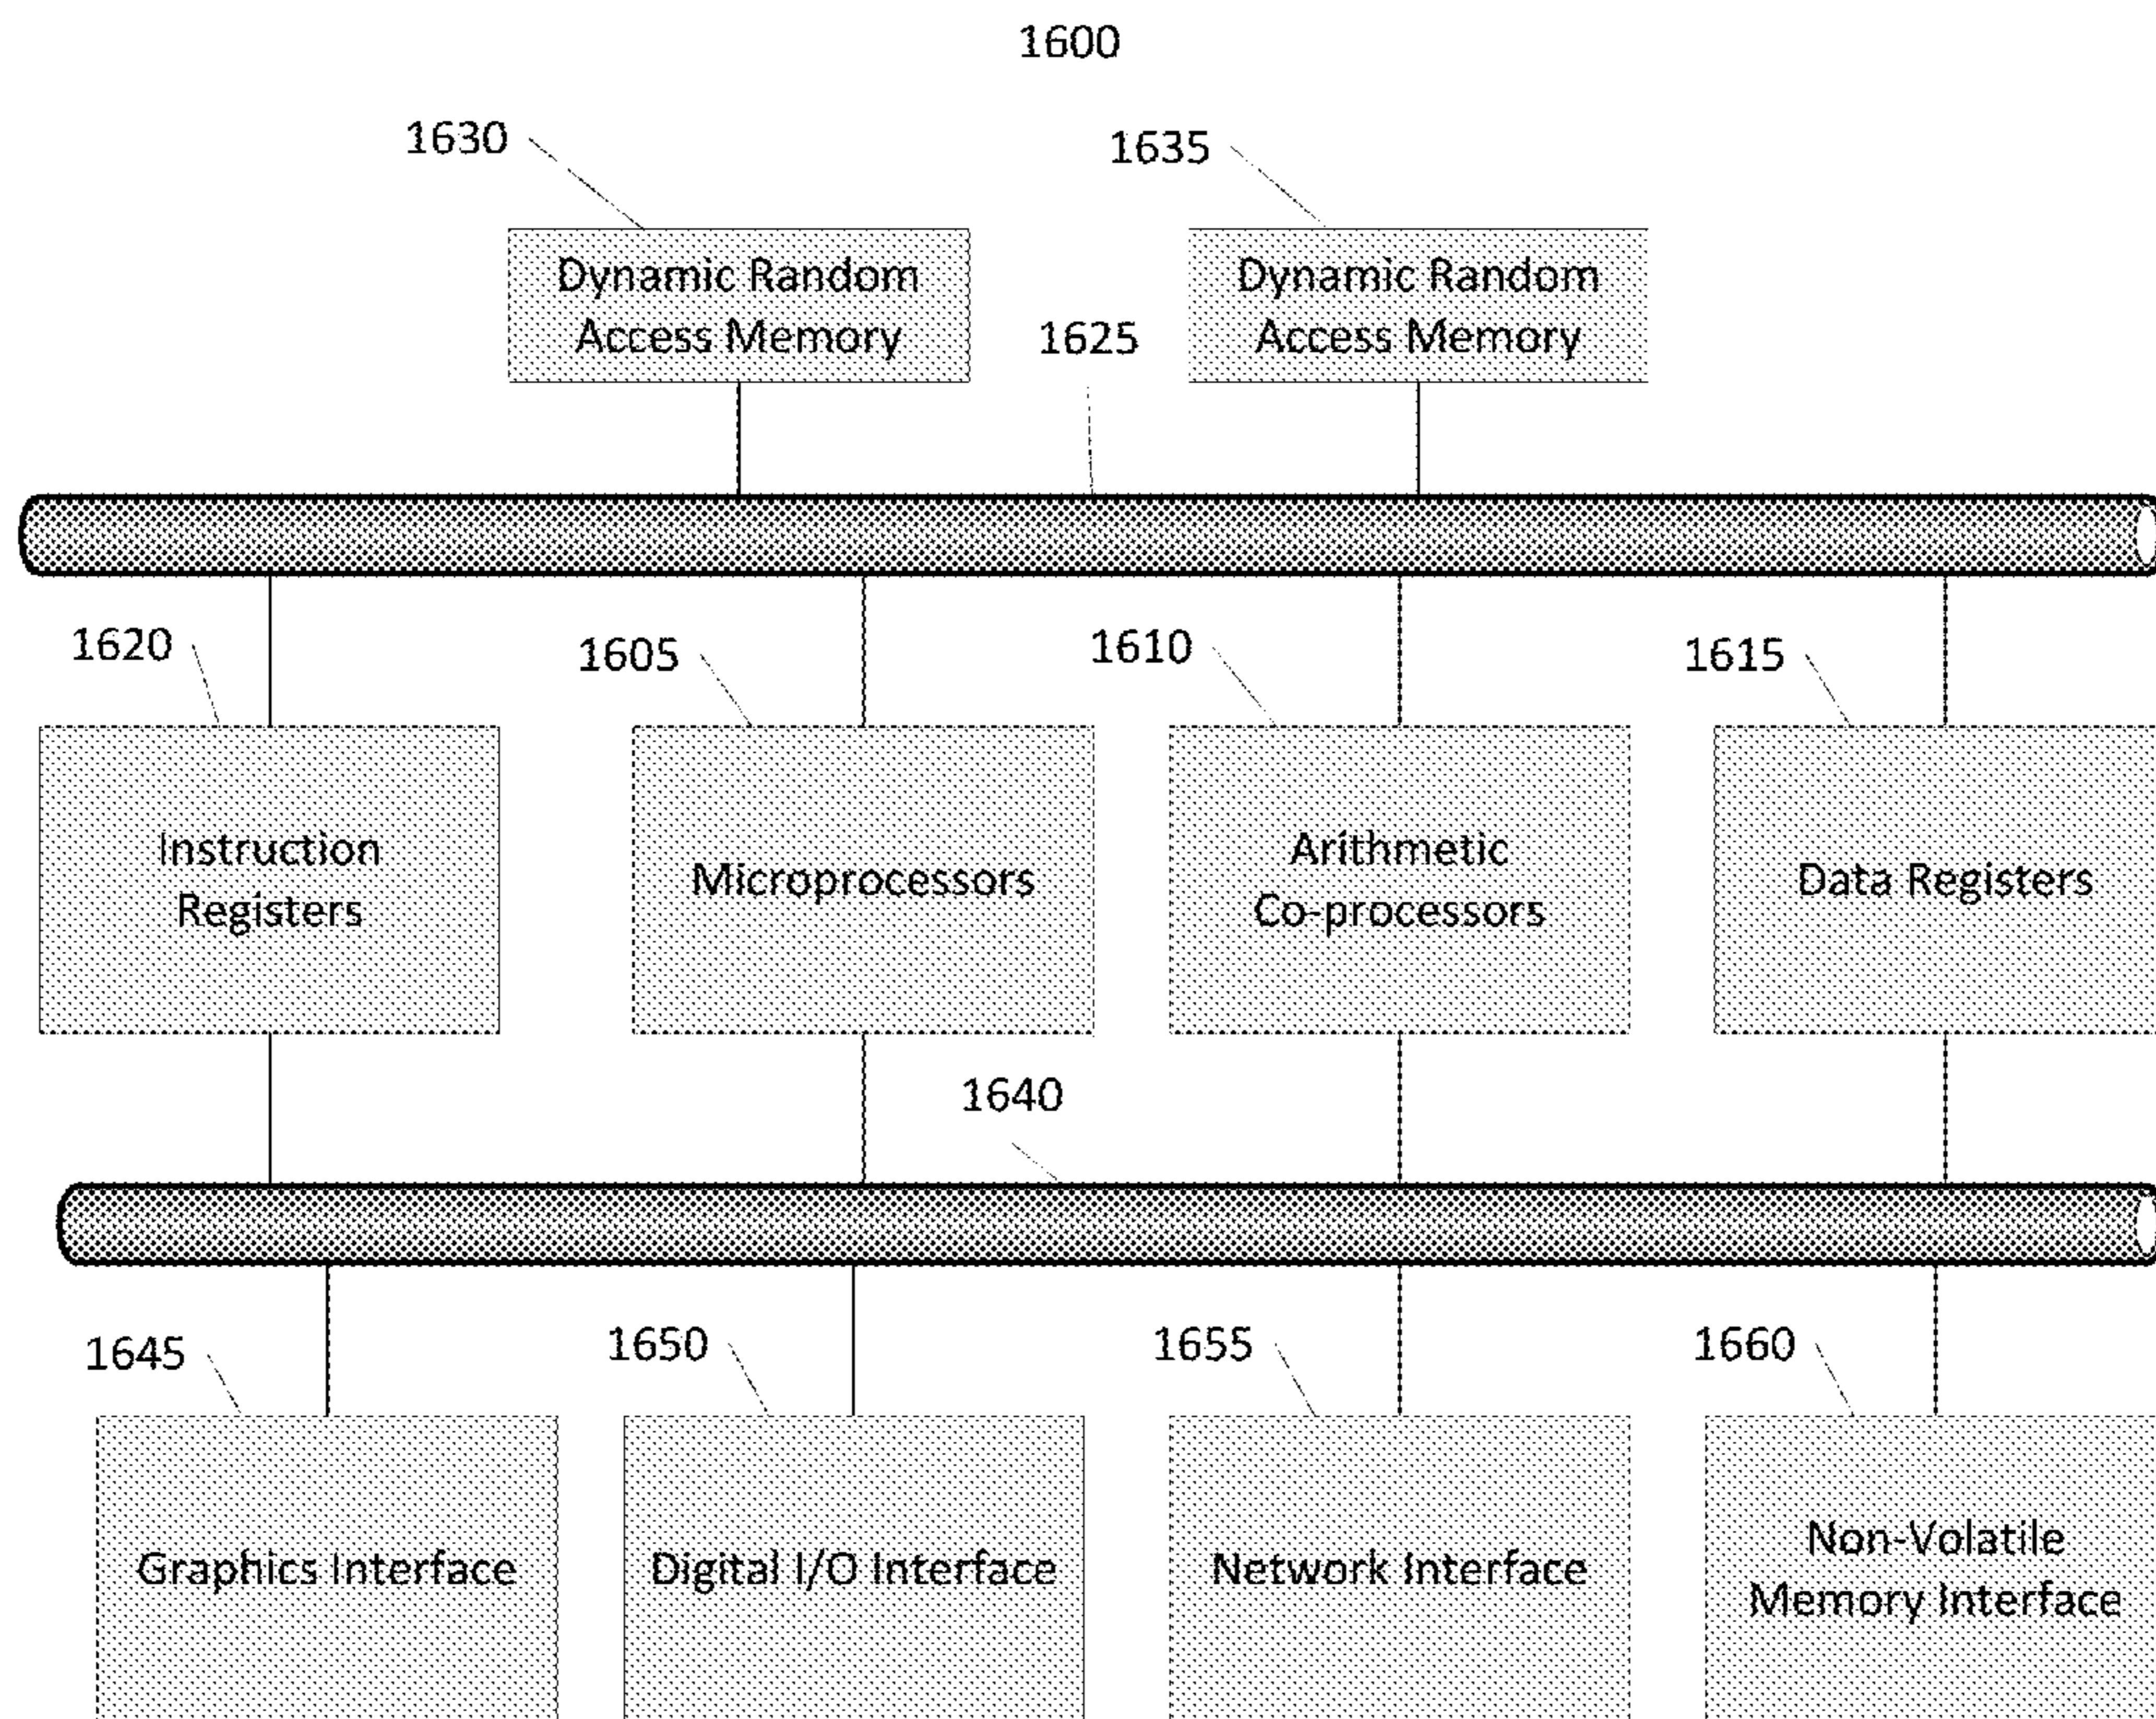 1600
1630
1635
Dynamic Random
Access Memory
1625
Dynamic Random
Access Memory
1620
1605
1610
1615
Instruction
Registers
Microprocessors
Arithmetic
Co-processors
Data Registers
1640
1645
1650
1655
1660
Graphics Interface
Digital I/O Interface
Network Interface
Non-Volatile
Memory Interface